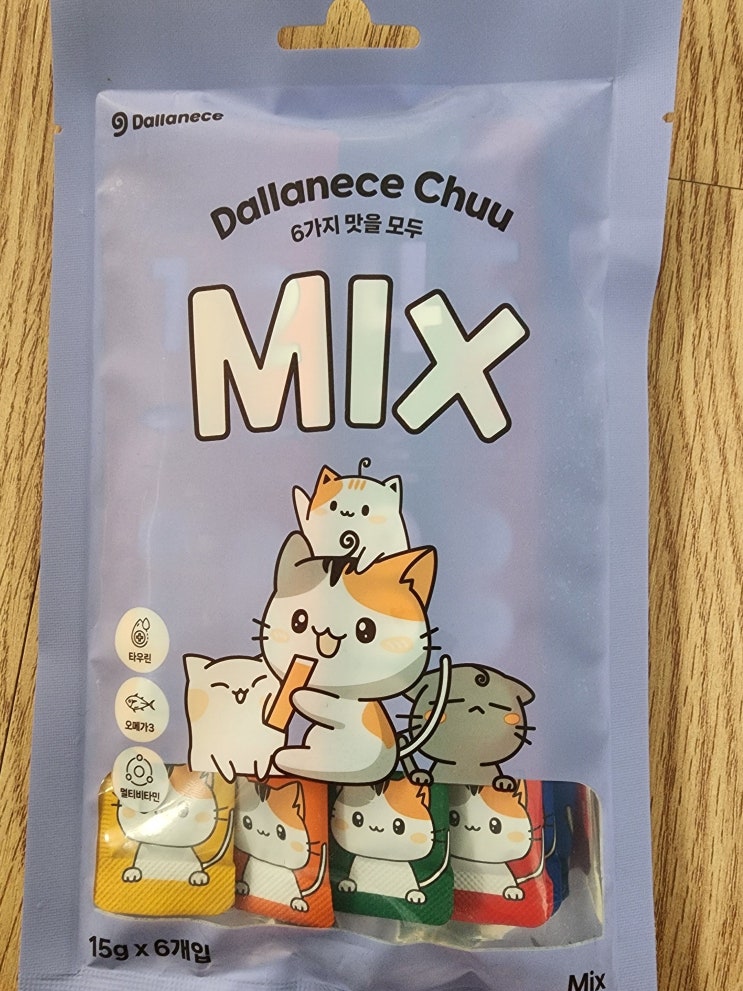 Dallanece
Dallanece Chuu
6가지 맛을 모두
MIX
타우린
오메가3
멀티비타민
15g x 6개입
Mix